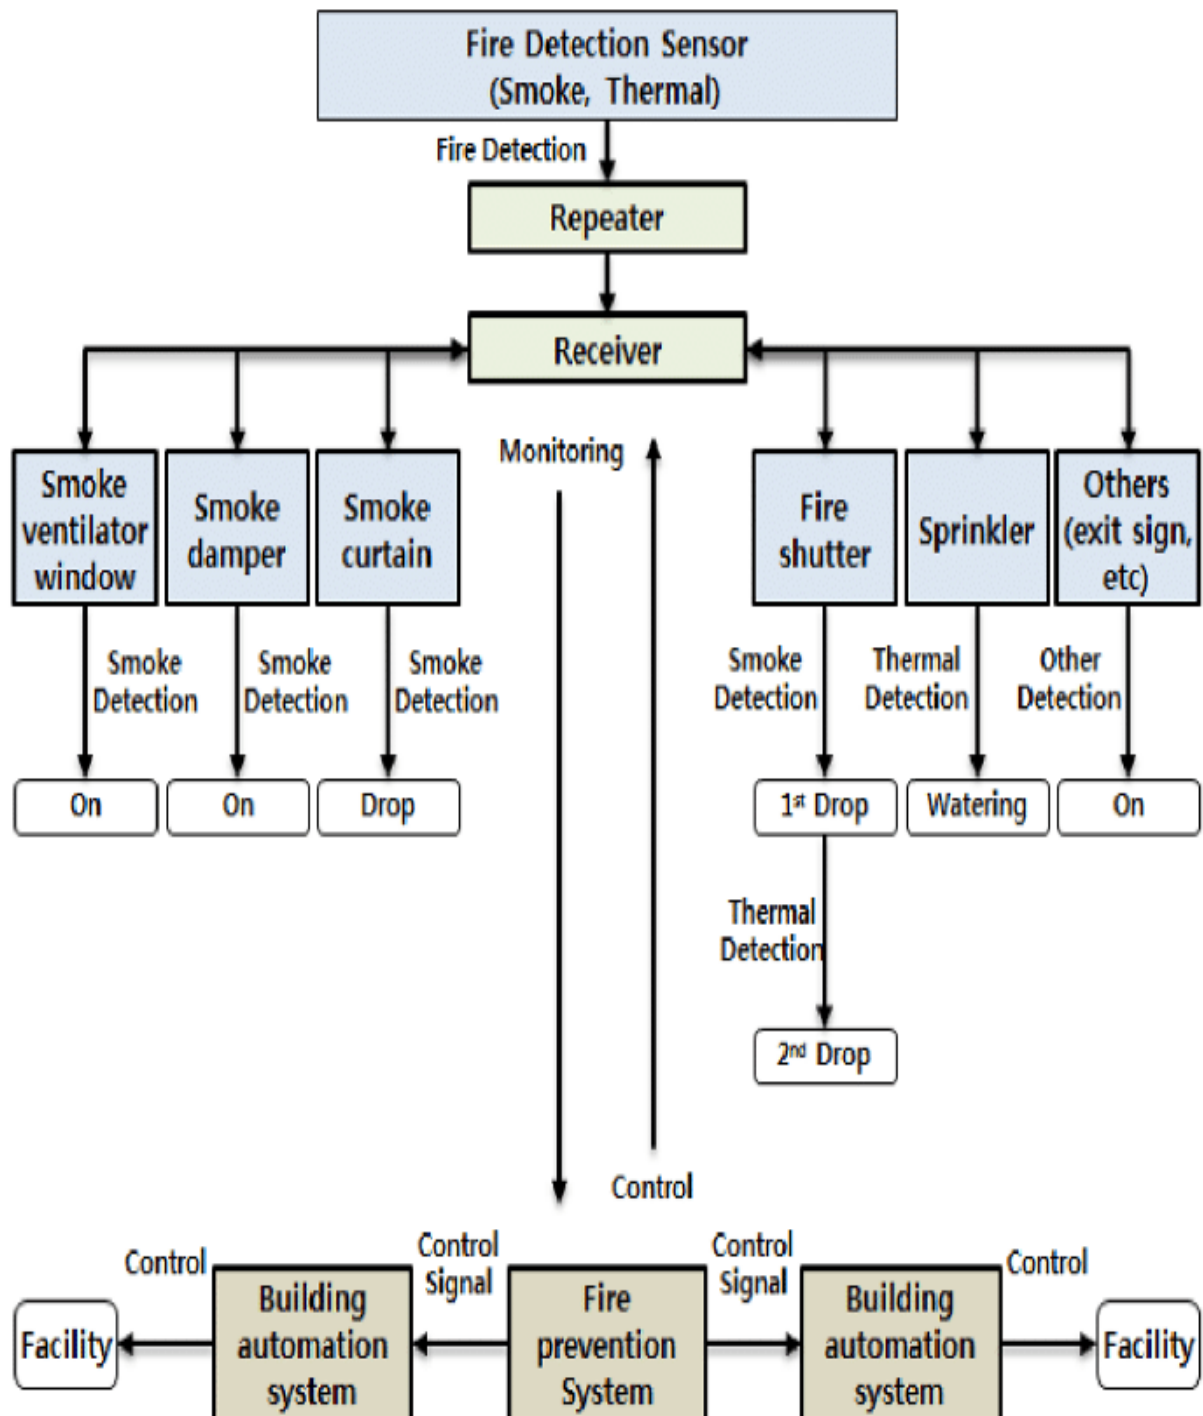 Fire Detection Sensor
(Smoke, Thermal)
Fire Detection
Repeater
Receiver
Monitoring
Smoke
ventilator
window
Smoke
damper
Smoke
curtain
Fire
shutter
Sprinkler
Others
(exit sign,
etc)
Smoke
Detection
Smoke
Detection
Smoke
Detection
Smoke
Detection
Thermal
Detection
Other
Detection
On
On
Drop
1st Drop
Watering
On
Thermal
Detection
2nd Drop
Control
Control
Control
Signal
Control
Signal
Control
Facility
Building
automation
system
Fire
prevention
System
Building
automation
system
Facility